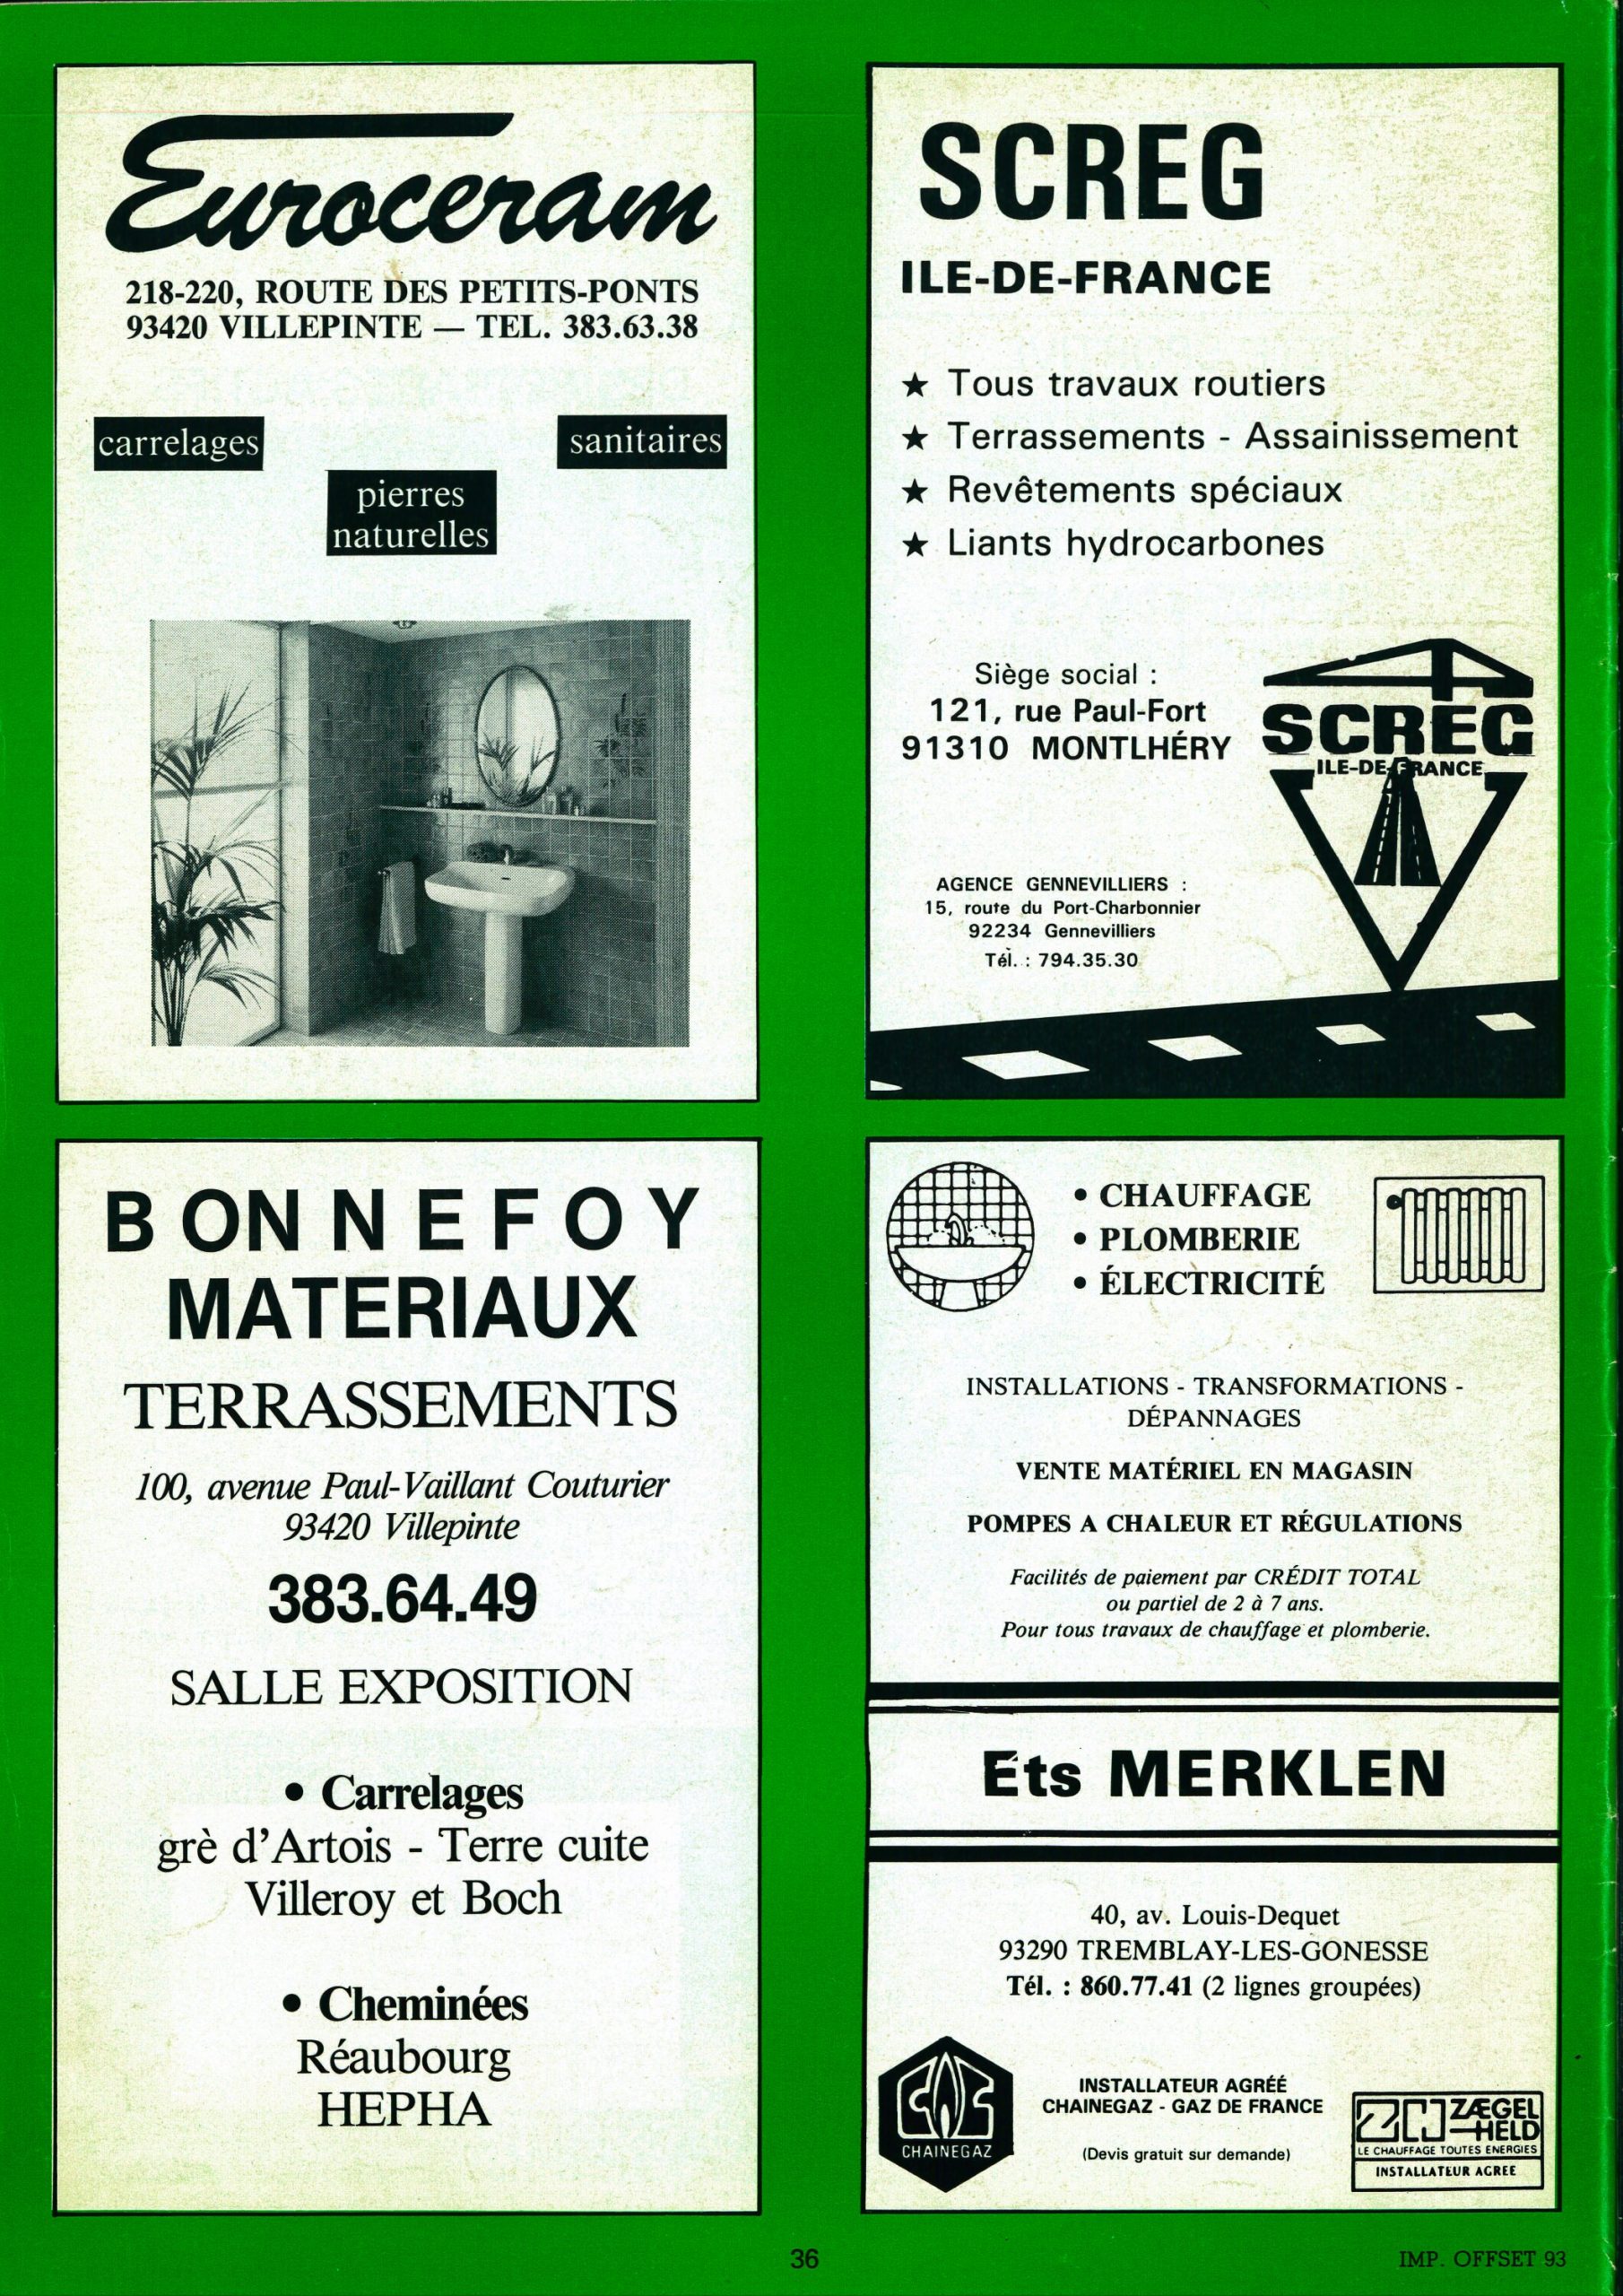 Euroceram
218-220, ROUTE DES PETITS-PONTS
93420 VILLEPINTE — TEL. 383.63.38
carrelages
sanitaires
pierres
naturelles
SCREG
ILE-DE-FRANCE
★ Tous travaux routiers
★ Terrassements - Assainissement
★ Revêtements spéciaux
★ Liants hydrocarbones
Siège social :
121, rue Paul-Fort
91310 MONTLHÉRY
SCREG
ILE-DE-FRANCE
AGENCE GENNEVILLIERS :
15, route du Port-Charbonnier
92234 Gennevilliers
Tél. : 794.35.30
BONNEFOY
MATERIAUX
TERRASSEMENTS
100, avenue Paul-Vaillant Couturier
93420 Villepinte
383.64.49
SALLE EXPOSITION
• Carrelages
grè d'Artois - Terre cuite
Villeroy et Boch
• Cheminées
Réaubourg
HEPHA
• CHAUFFAGE
• PLOMBERIE
• ÉLECTRICITÉ
INSTALLATIONS - TRANSFORMATIONS -
DÉPANNAGES
VENTE MATÉRIEL EN MAGASIN
POMPES A CHALEUR ET RÉGULATIONS
Facilités de paiement par CRÉDIT TOTAL
ou partiel de 2 à 7 ans.
Pour tous travaux de chauffage et plomberie.
Ets MERKLEN
40, av. Louis-Dequet
93290 TREMBLAY-LES-GONESSE
Tél. : 860.77.41 (2 lignes groupées)
CHAINEGAZ
INSTALLATEUR AGRÉÉ
CHAINEGAZ - GAZ DE FRANCE
(Devis gratuit sur demande)
ZÆGEL
HELD
LE CHAUFFAGE TOUTES ENERGIES
INSTALLATEUR AGREE
36
IMP. OFFSET 93